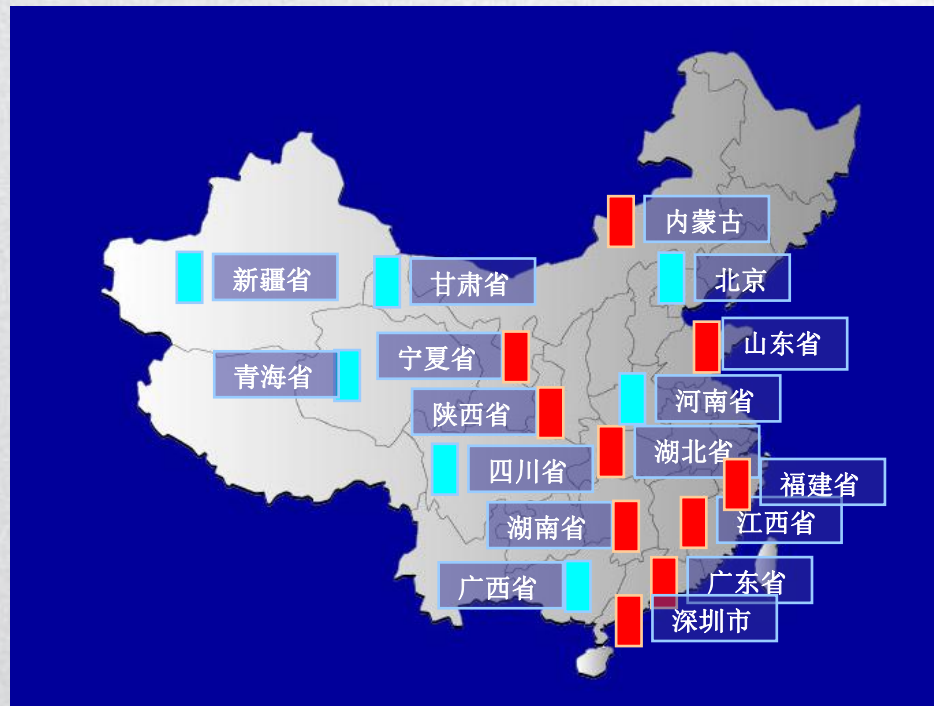 内蒙古
新疆省
甘肃省
北京
山东省
宁夏省
青海省
河南省
陕西省
湖北省
四川省
福建省
湖南省
江西省
广西省
广东省
深圳市